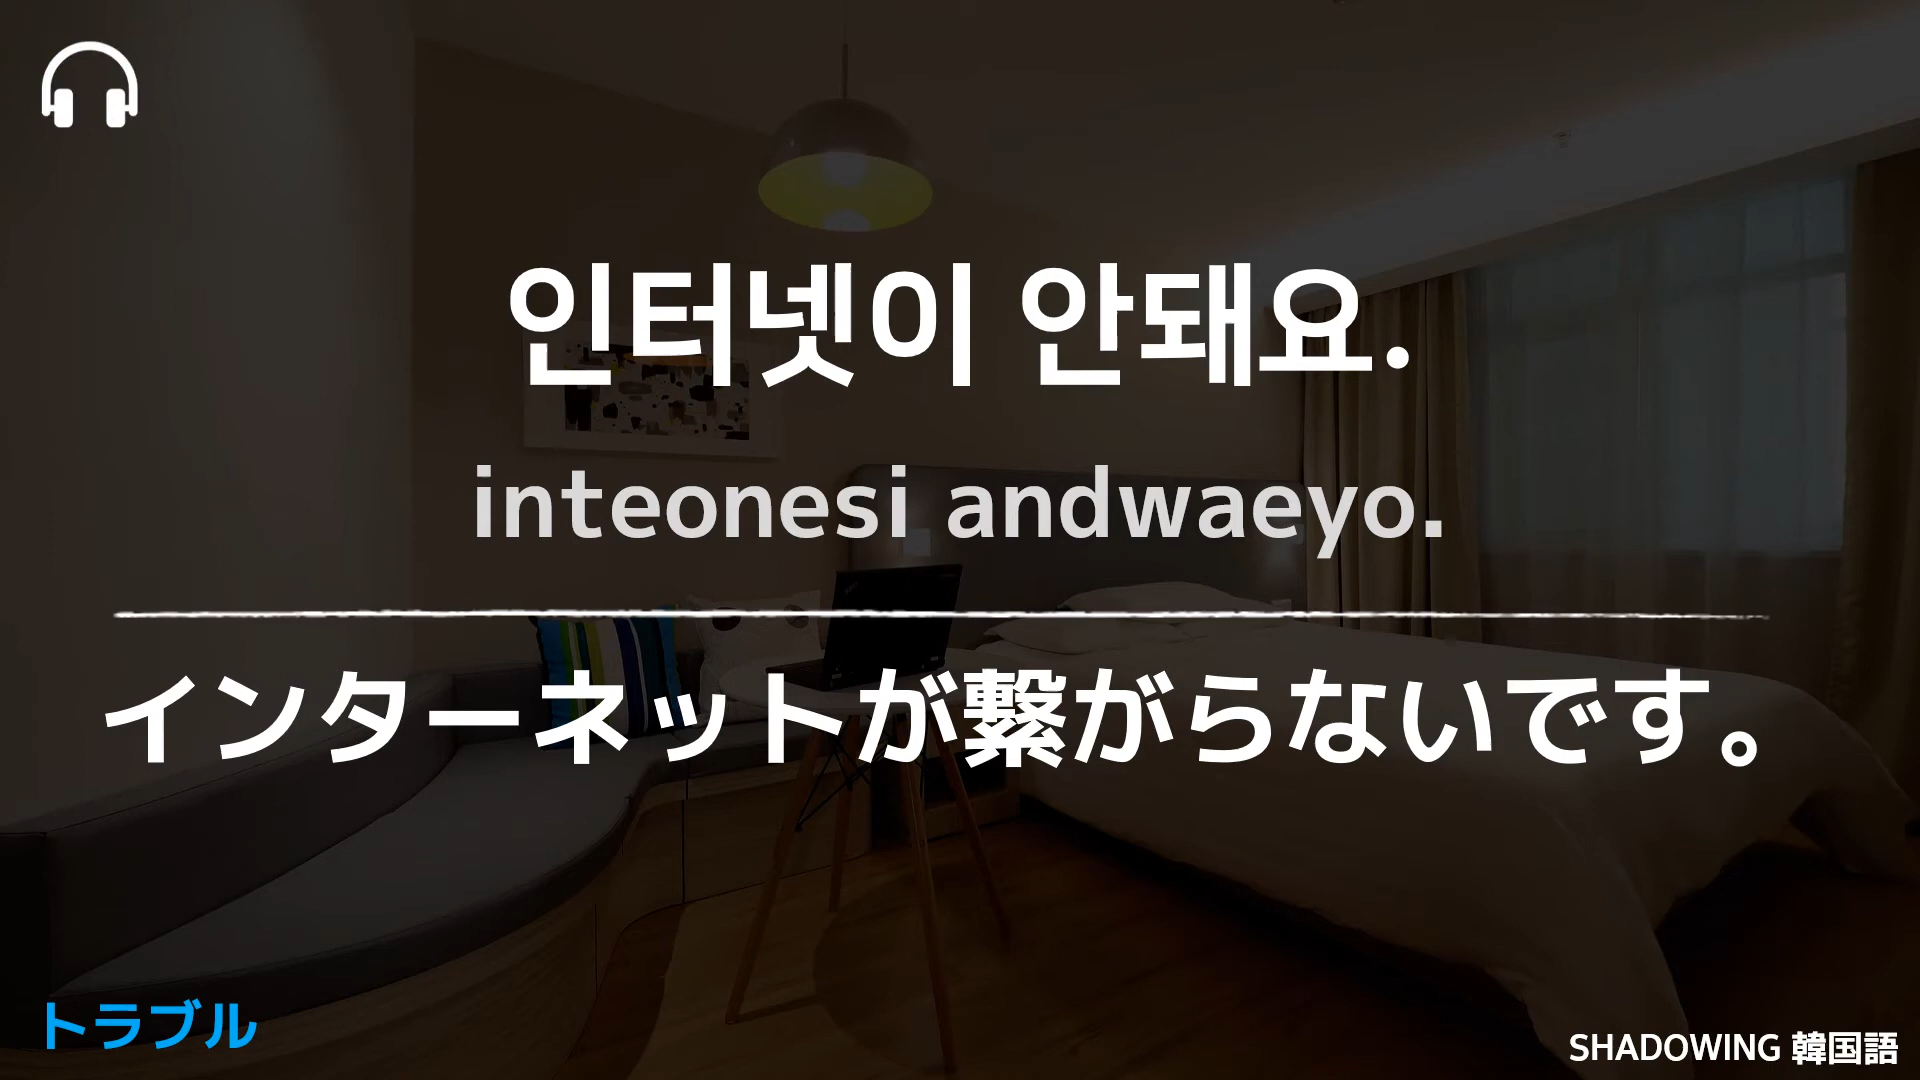 인터넷이 안돼요.
inteonesi andwaeyo.
インターネットが繋がらないです。
トラブル
SHADOWING 韓国語